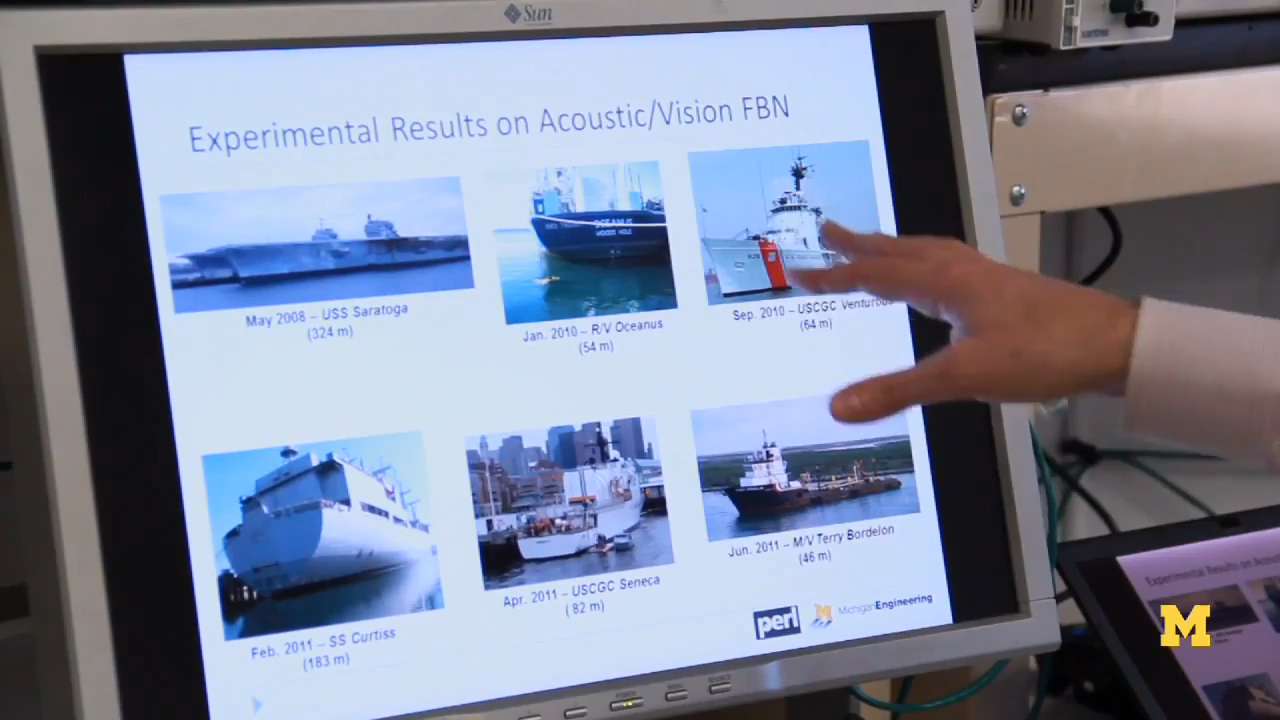 Sun
Experimental Results on Acoustic/Vision FBN
OCEANUS
WOODS HOLE
May 2008 – USS Saratoga
(324 m)
Jan. 2010 – R/V Oceanus
(54 m)
Sep. 2010 – USCGC Venturous
(64 m)
Feb. 2011 – SS Curtiss
(183 m)
Apr. 2011 – USCGC Seneca
(82 m)
Jun. 2011 – M/V Terry Bordelon
(46 m)
perl
M MichiganEngineering
Experimental Results on Acou
M